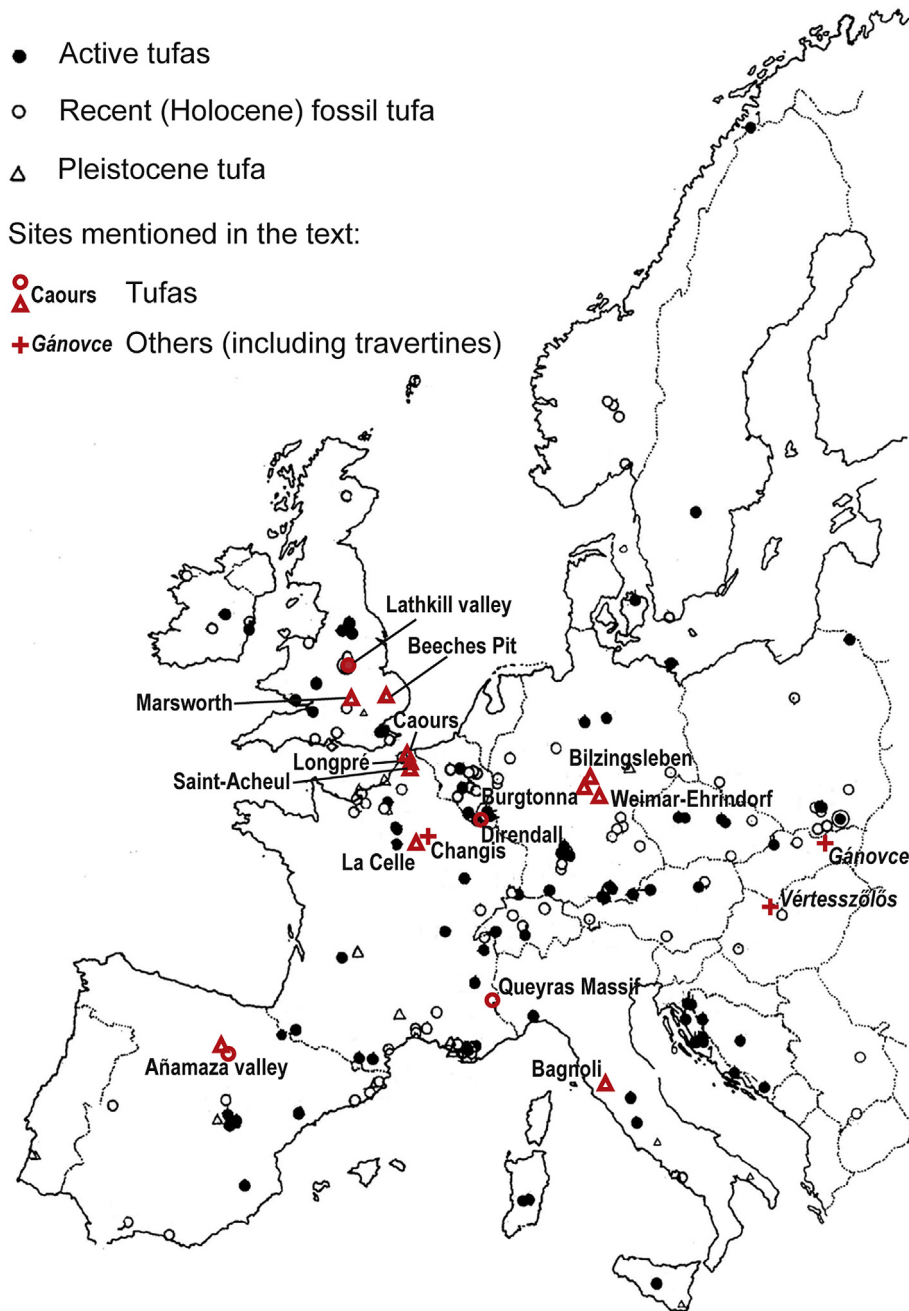 Active tufas
Recent (Holocene) fossil tufa
Pleistocene tufa
Sites mentioned in the text:
Caours Tufas
Gánovce Others (including travertines)
Lathkill valley
Beeches Pit
Marsworth
Caours
Longpré
Saint-Acheul
Bilzingsleben
Burgtonna
Weimar-Ehrindorf
Direndall
La Celle
Changis
Gánovce
Vértesszőlős
Queyras Massif
Añamaza valley
Bagnoli